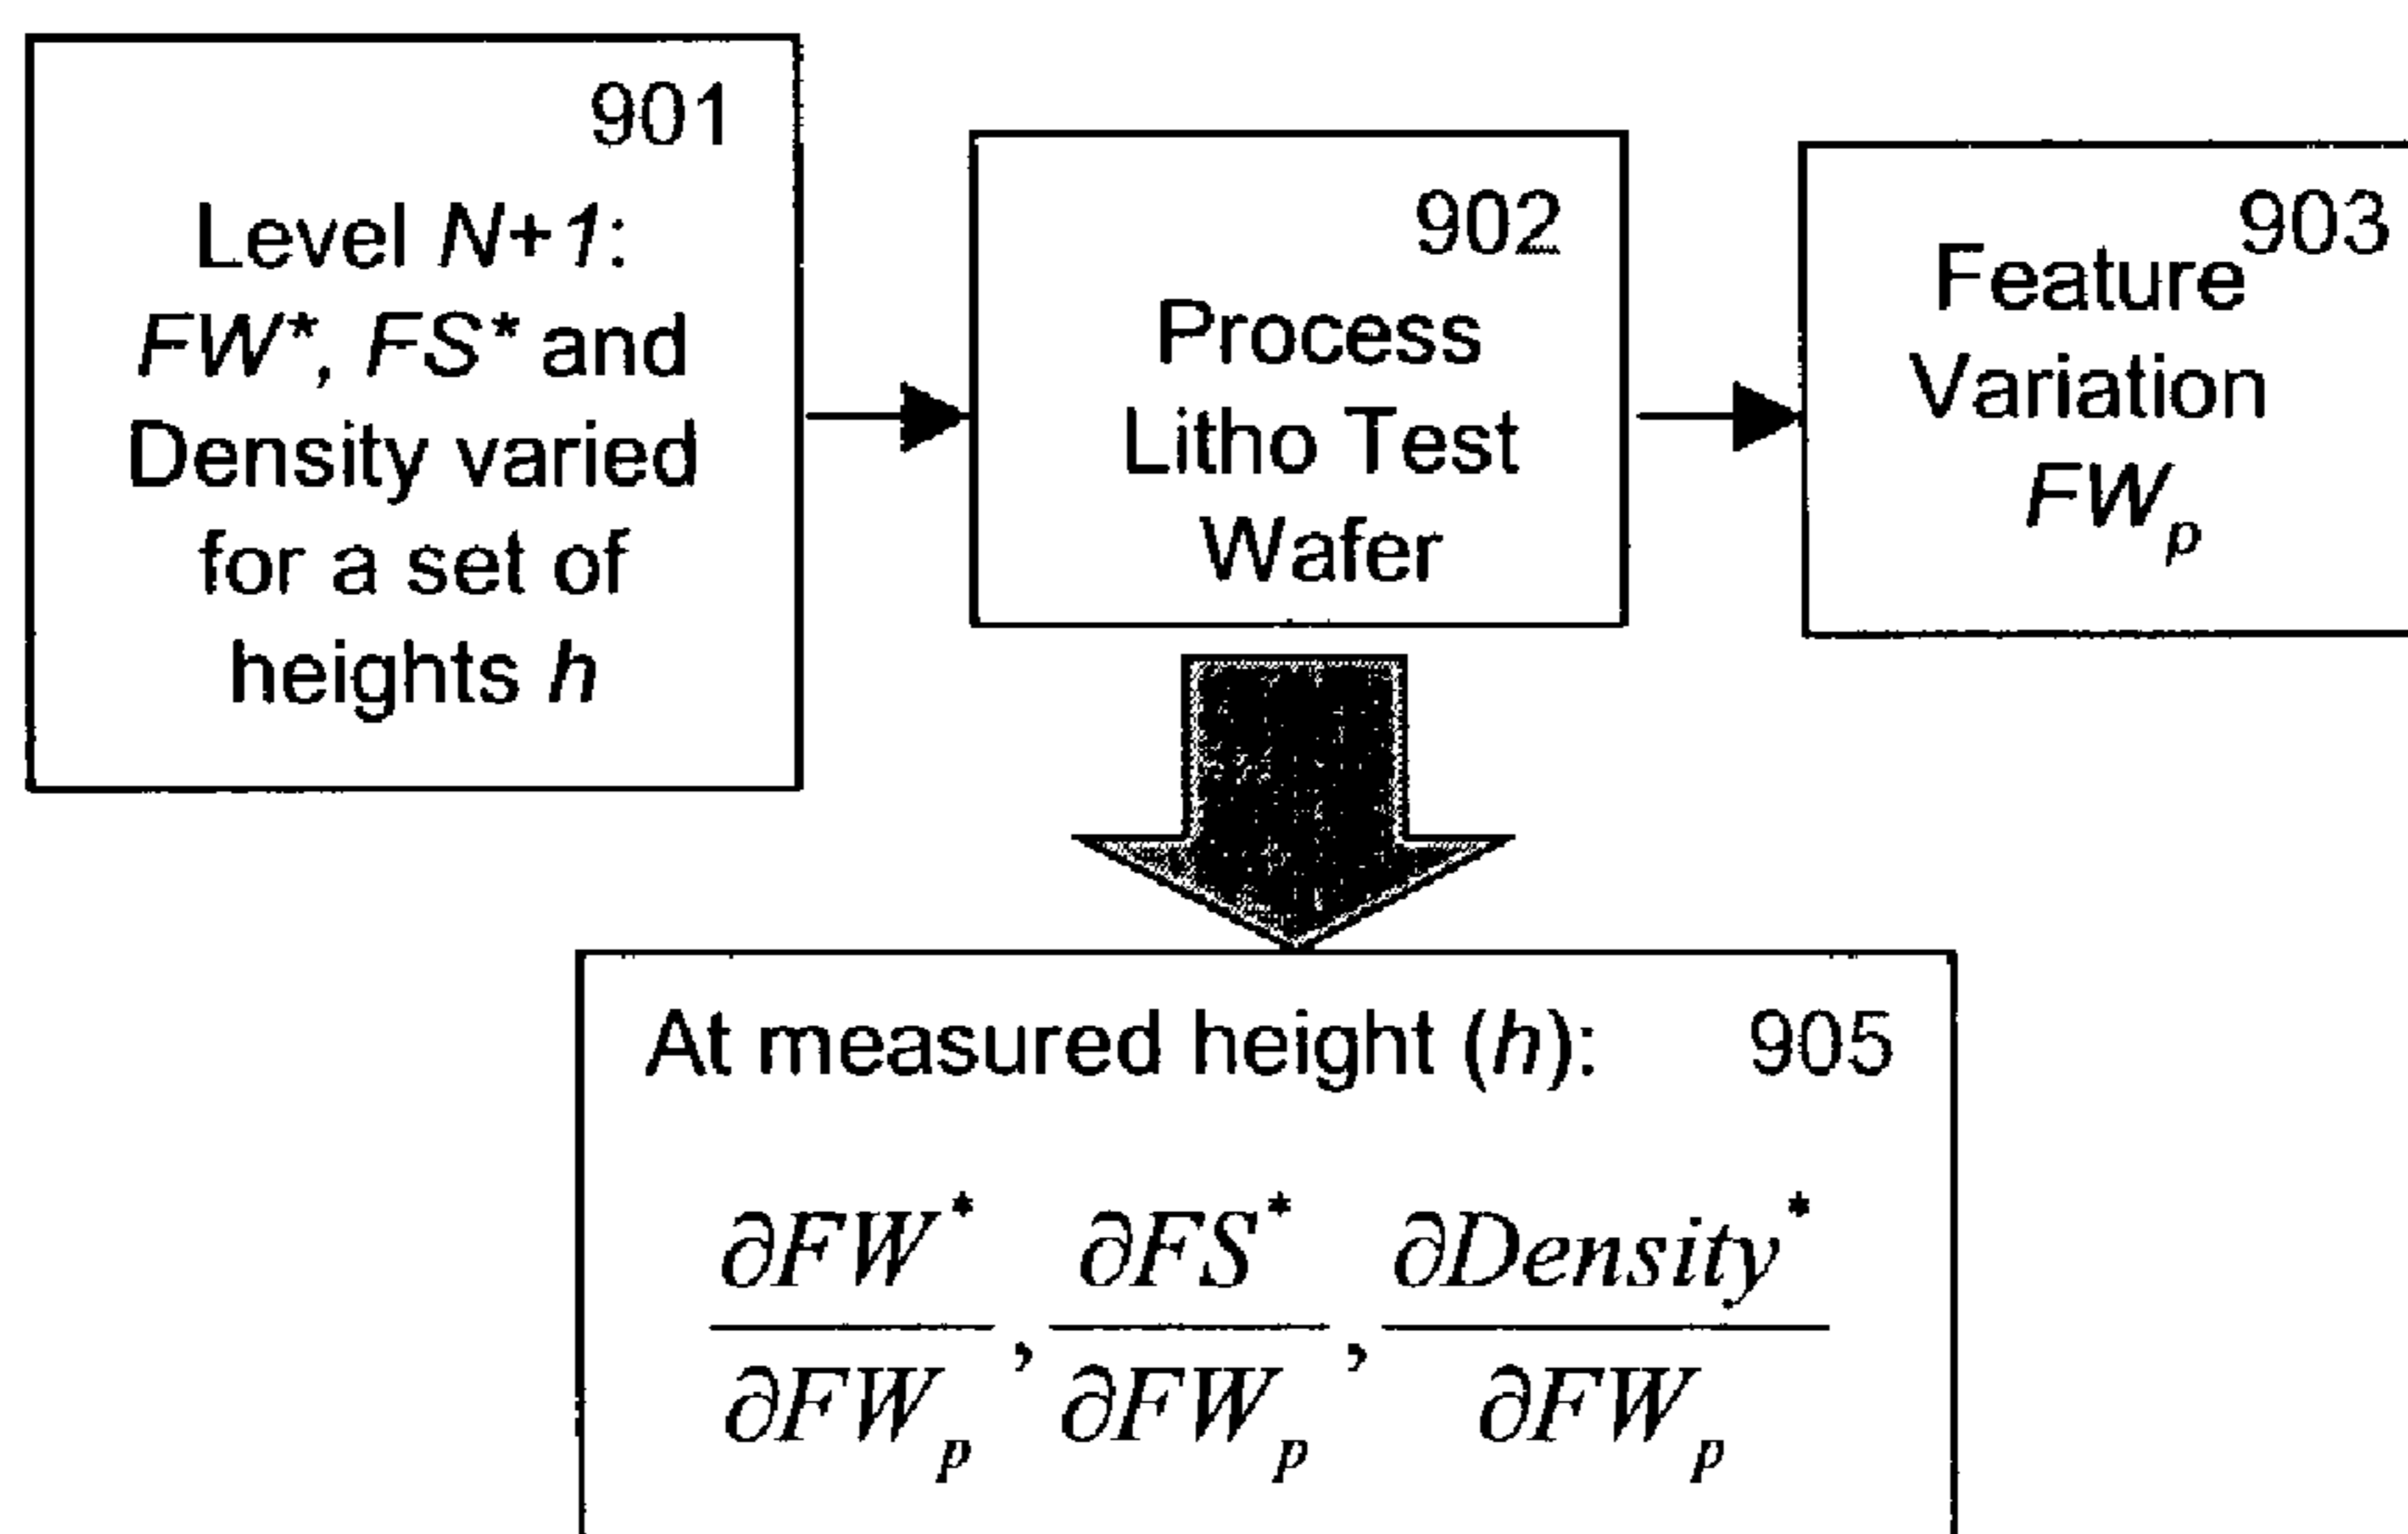 901
Level N+1:
FW*, FS* and
Density varied
for a set of
heights h
902
Process
Litho Test
Wafer
903
Feature
Variation
FW_p
At measured height (h): 905
∂FW*/∂FW_p, ∂FS*/∂FW_p, ∂Density*/∂FW_p